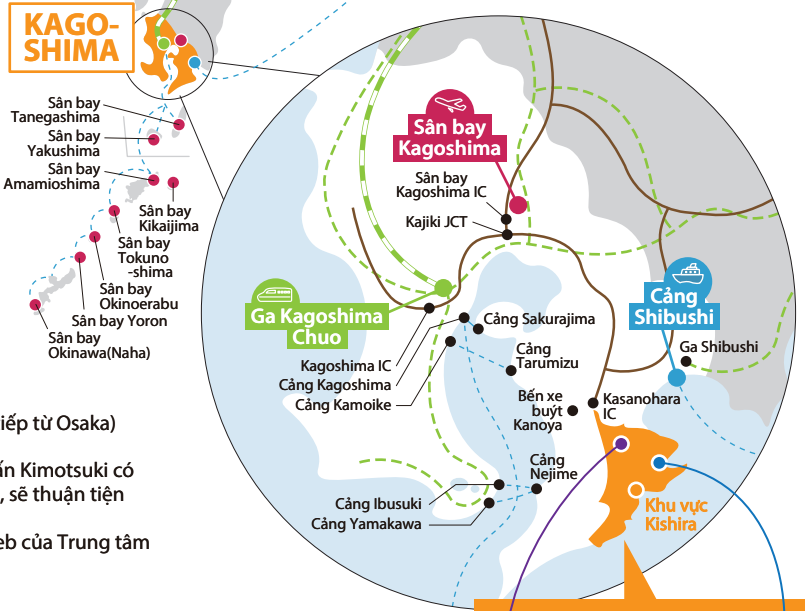 KAGO-
SHIMA
Sân bay
Tanegashima
Sân bay
Yakushima
Sân bay
Amamioshima
Sân bay
Kikaijima
Sân bay
Tokuno
-shima
Sân bay
Okinoerabu
Sân bay Yoron
Sân bay
Okinawa(Naha)
Sân bay
Kagoshima
Sân bay
Kagoshima IC
Kajiki JCT
Cảng
Shibushi
Ga Shibushi
Ga Kagoshima
Chuo
Cảng Sakurajima
Kagoshima IC
Cảng Kagoshima
Cảng Kamoike
Cảng
Tarumizu
Bến xe
buýt
Kanoya
Kasanohara
IC
Cảng
Nejime
Cảng Ibusuki
Cảng Yamakawa
Khu vực
Kishira
tiếp từ Osaka)
ấn Kimotsuki có
, sẽ thuận tiện
eb của Trung tâm